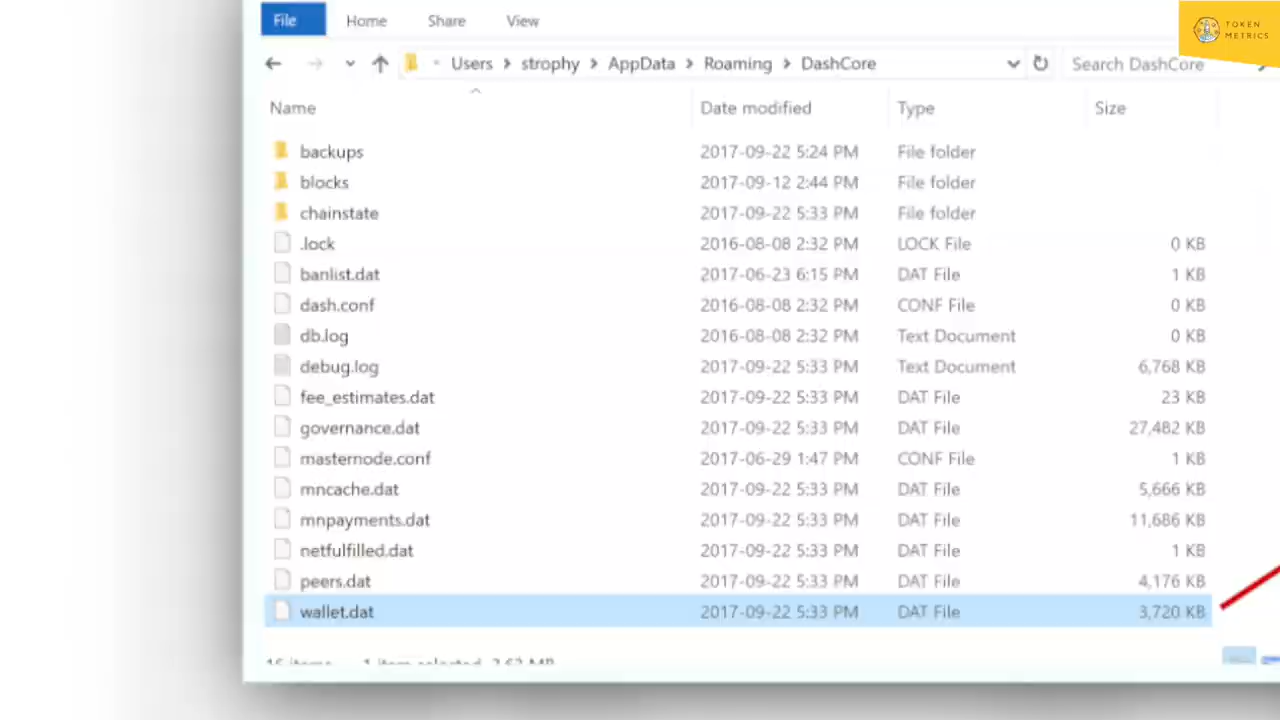 File Home Share View
TOKEN
METRICS
Users strophy AppData Roaming DashCore Search DashCore
Name Date modified Type Size
backups 2017-09-22 5:24 PM File folder
blocks 2017-09-12 2:44 PM File folder
chainstate 2017-09-22 5:33 PM File folder
.lock 2016-08-08 2:32 PM LOCK File 0 KB
banlist.dat 2017-06-23 6:15 PM DAT File 1 KB
dash.conf 2016-08-08 2:32 PM CONF File 0 KB
db.log 2016-08-08 2:32 PM Text Document 0 KB
debug.log 2017-09-22 5:33 PM Text Document 6,768 KB
fee_estimates.dat 2017-09-22 5:33 PM DAT File 23 KB
governance.dat 2017-09-22 5:33 PM DAT File 27,482 KB
masternode.conf 2017-06-29 1:47 PM CONF File 1 KB
mncache.dat 2017-09-22 5:33 PM DAT File 5,666 KB
mnpayments.dat 2017-09-22 5:33 PM DAT File 11,686 KB
netfulfilled.dat 2017-09-22 5:33 PM DAT File 1 KB
peers.dat 2017-09-22 5:33 PM DAT File 4,176 KB
wallet.dat 2017-09-22 5:33 PM DAT File 3,720 KB
16 items 1 item selected 3.63 MB